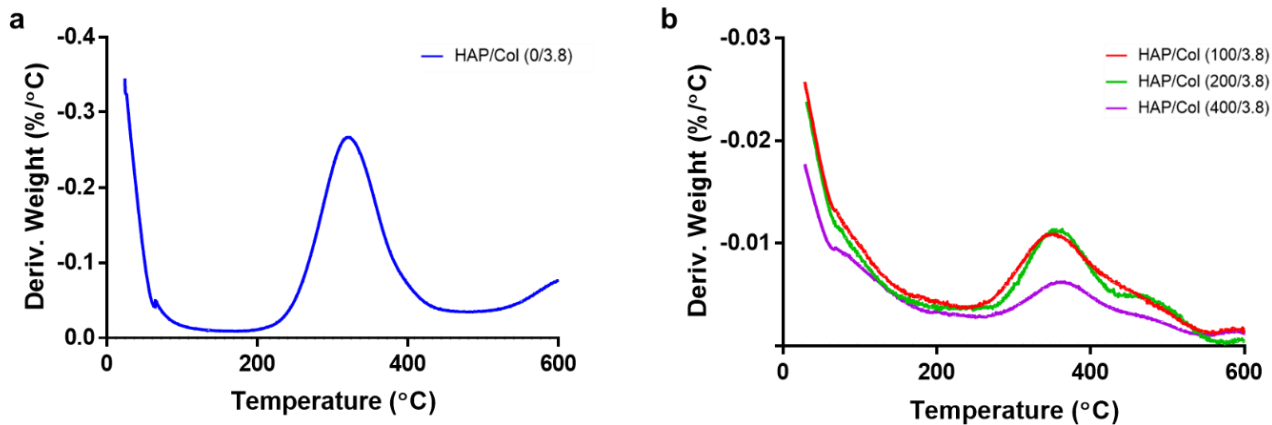 a
Deriv. Weight (%/°C)
-0.4
-0.3
-0.2
-0.1
0.0
0
200
400
600
Temperature (°C)
HAP/Col (0/3.8)
b
Deriv. Weight (%/°C)
-0.03
-0.02
-0.01
0
200
400
600
Temperature (°C)
HAP/Col (100/3.8)
HAP/Col (200/3.8)
HAP/Col (400/3.8)